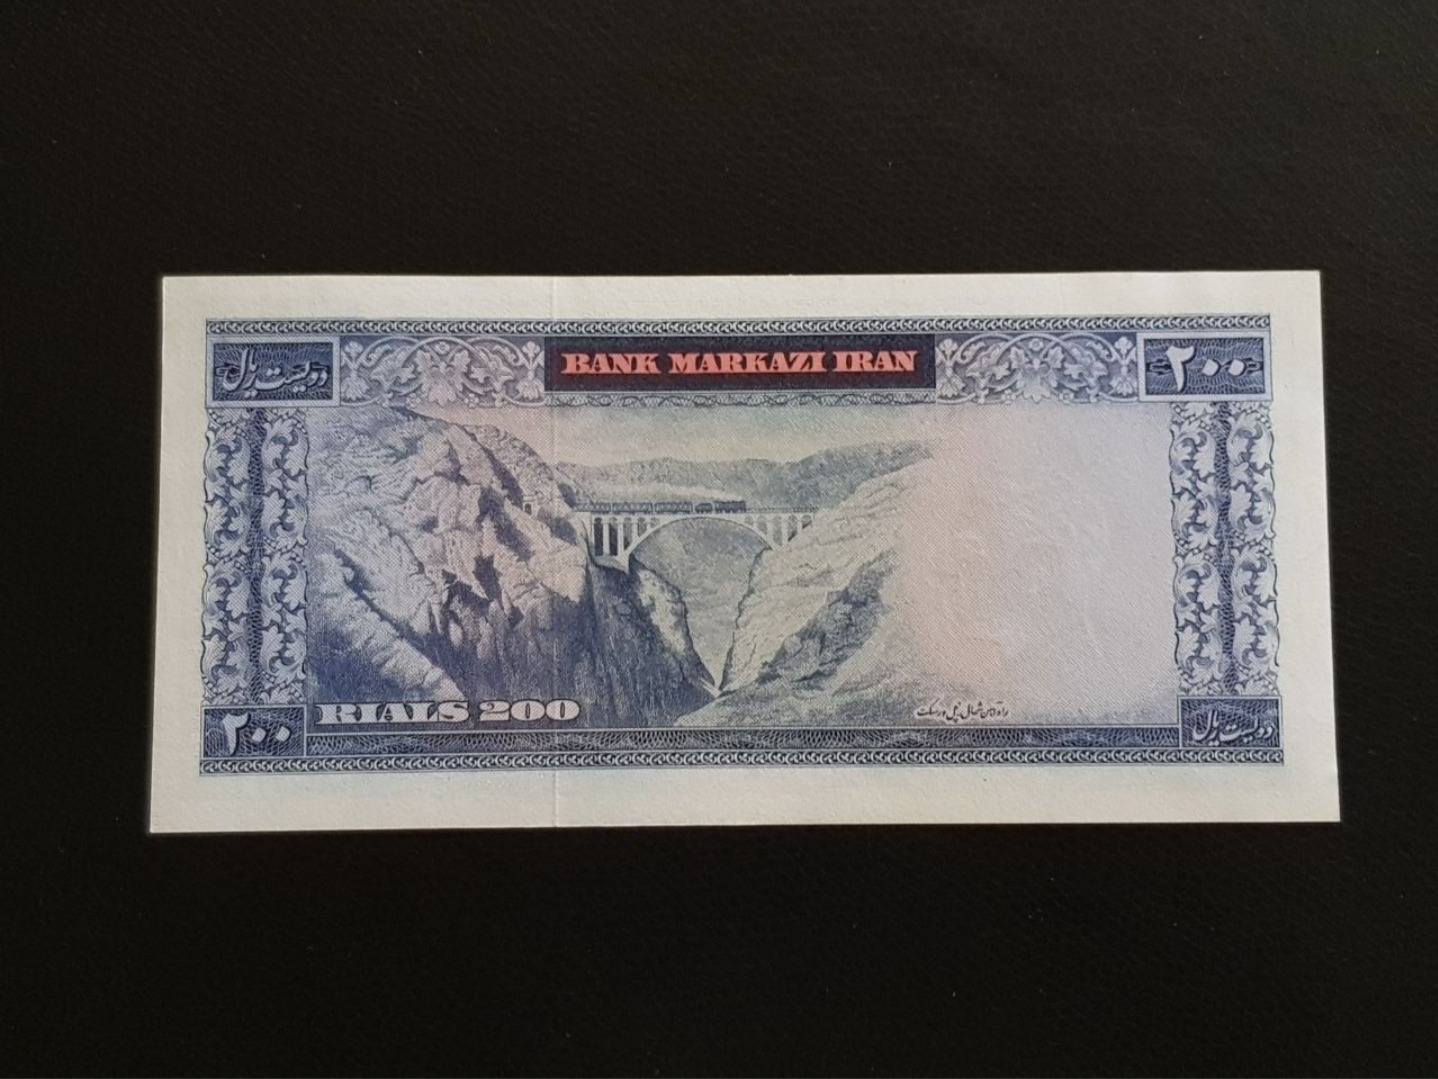 دویست ریال
BANK MARKAZI IRAN
۲۰۰
RIALS 200
راه آهن شمال، پل ورسک
۲۰۰
دویست ریال